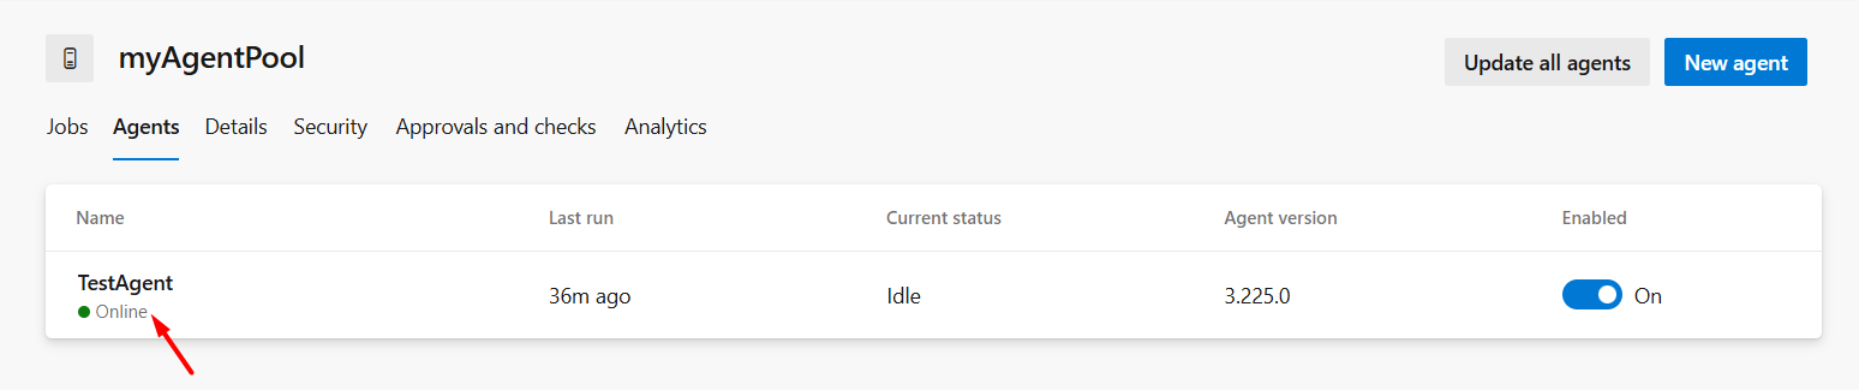 myAgentPool
Update all agents New agent
Jobs Agents Details Security Approvals and checks Analytics
Name Last run Current status Agent version Enabled
TestAgent
Online
36m ago Idle 3.225.0 On